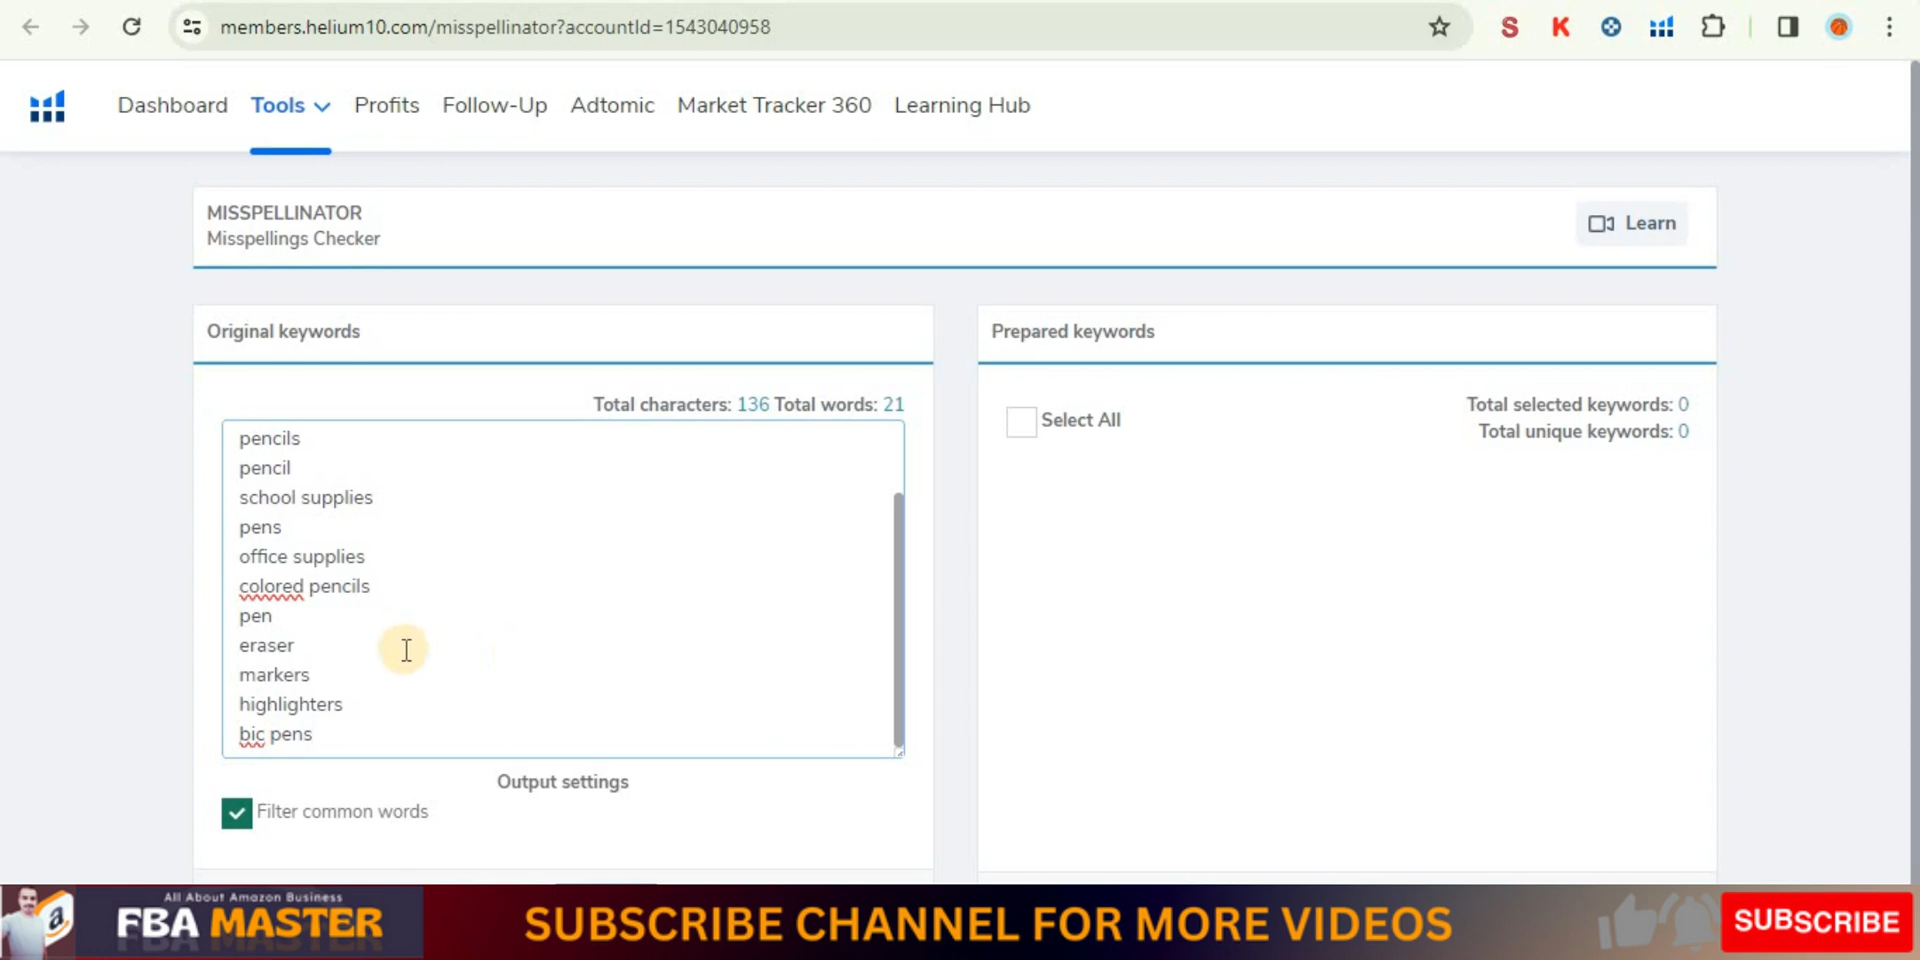 members.helium10.com/misspellinator?accountId=1543040958
S K
Dashboard Tools Profits Follow-Up Adtomic Market Tracker 360 Learning Hub
MISSPELLINATOR
Misspellings Checker
Learn
Original keywords
Total characters: 136 Total words: 21
pencils
pencil
school supplies
pens
office supplies
colored pencils
pen
eraser
markers
highlighters
bic pens
Output settings
Filter common words
Prepared keywords
Select All
Total selected keywords: 0
Total unique keywords: 0
a
All About Amazon Business
FBA MASTER
SUBSCRIBE CHANNEL FOR MORE VIDEOS
SUBSCRIBE